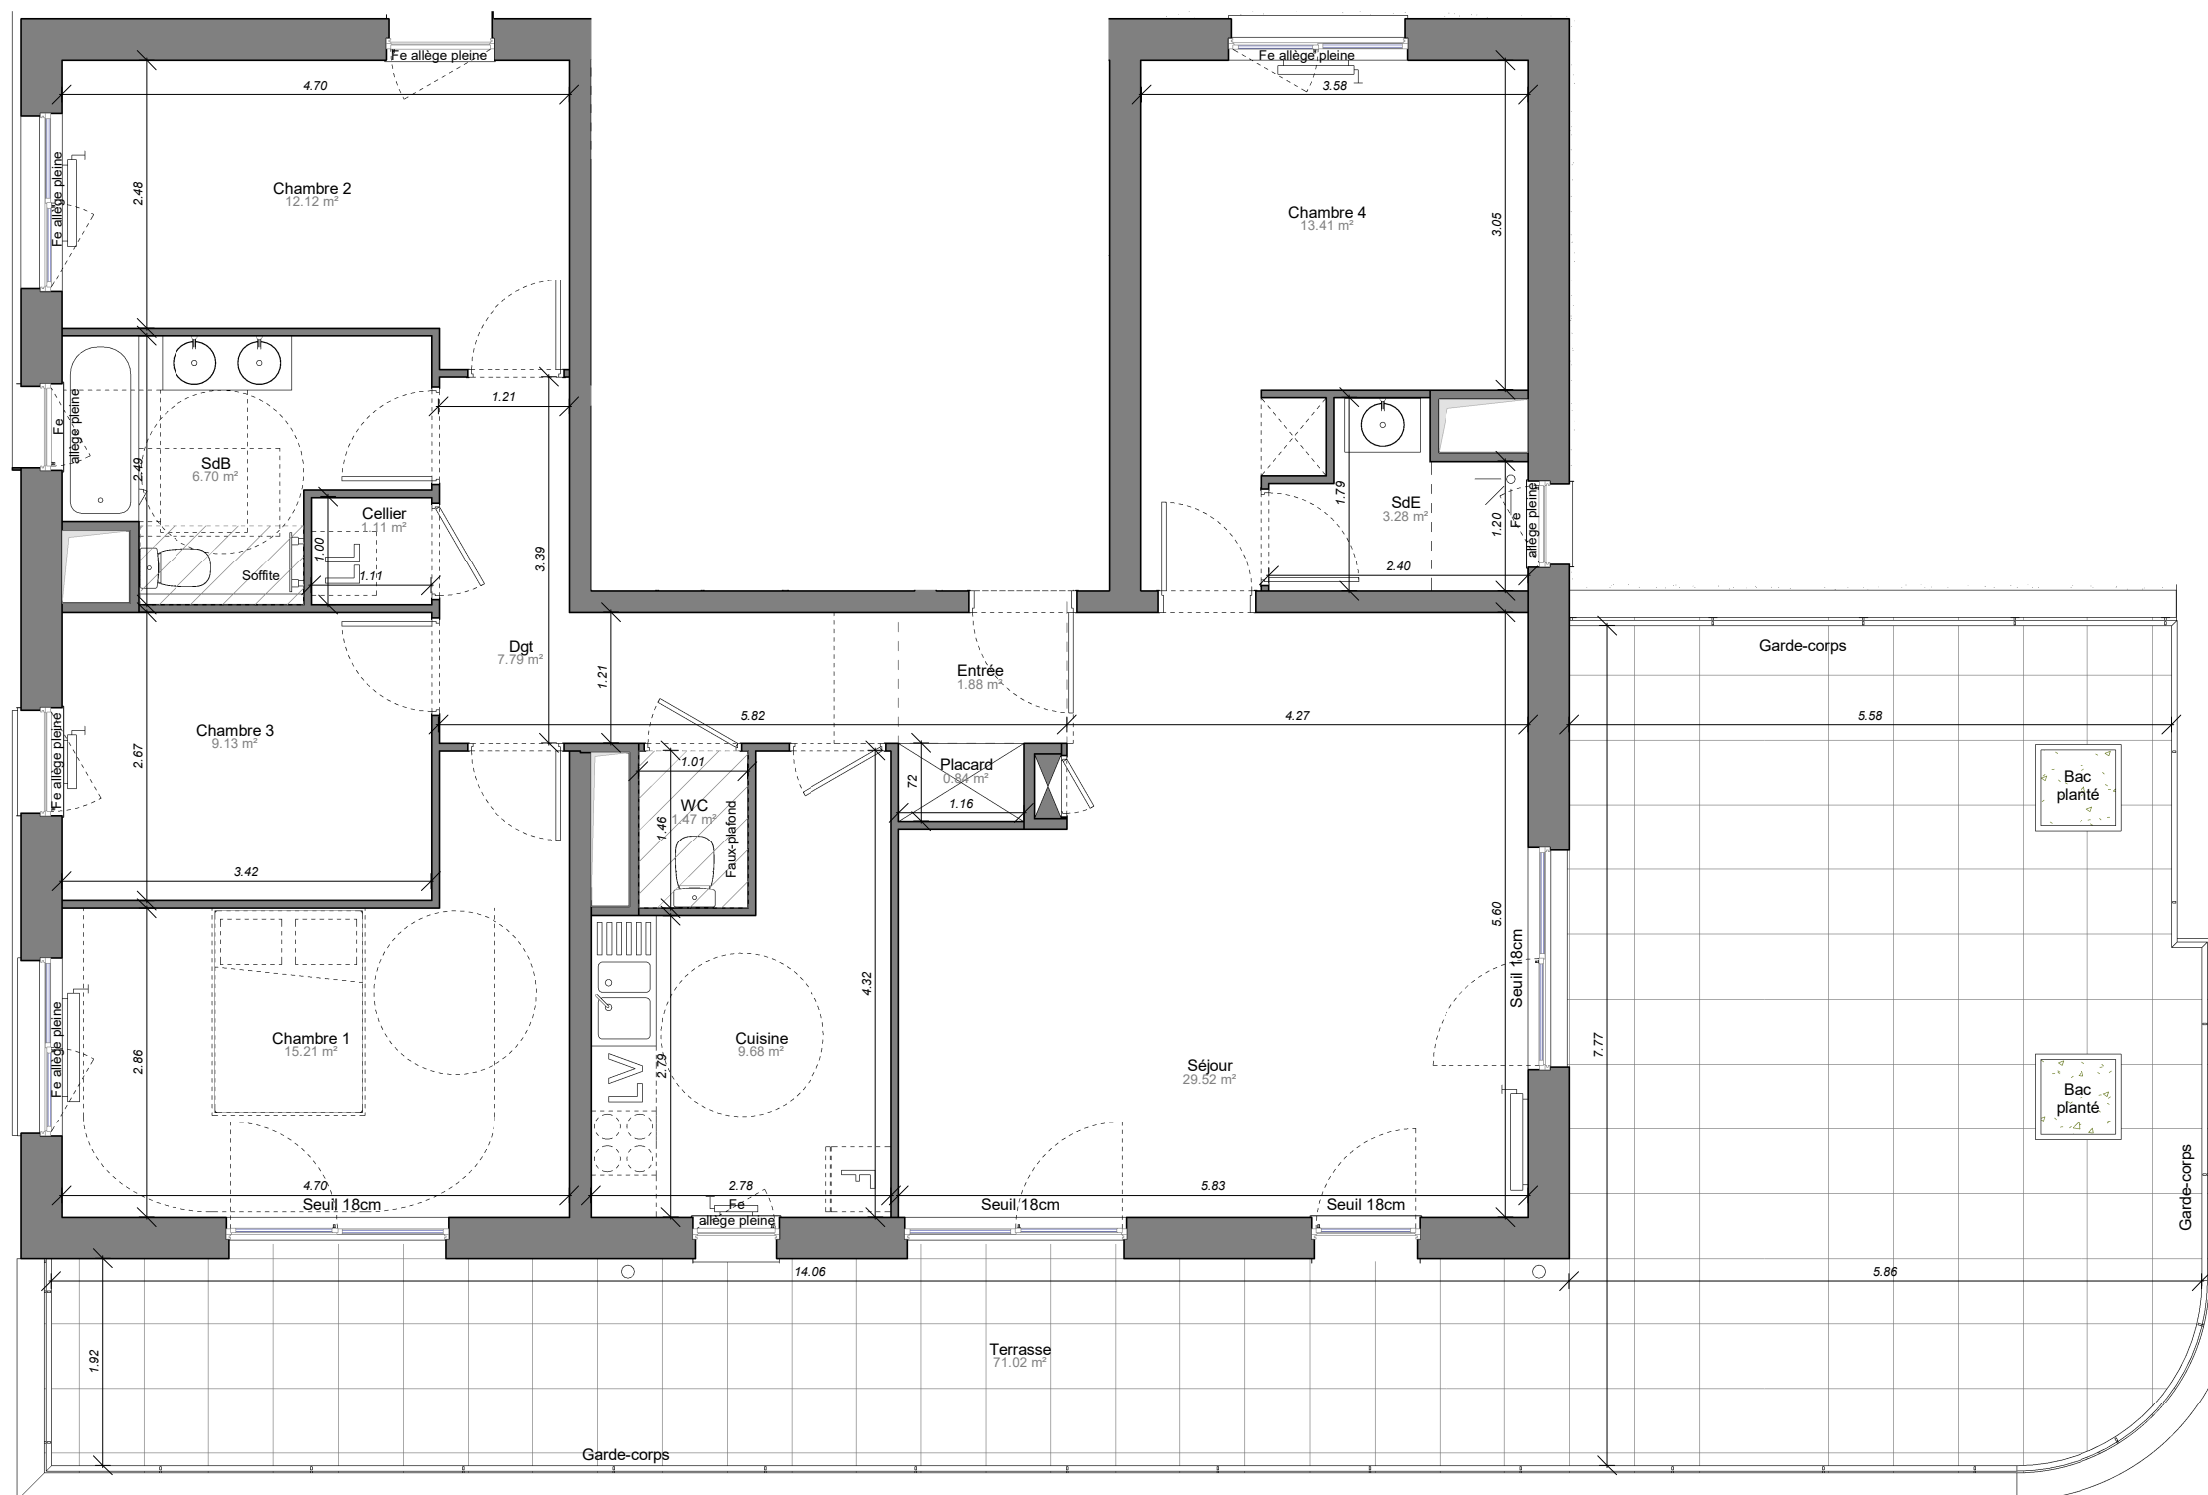 Fe allège pleine
4.70
2.48
Fe allège pleine
Chambre 2
12.12 m²
Fe allège pleine
3.58
Chambre 4
13.41 m²
3.05
Fe
allège pleine
2.49
SdB
6.70 m²
1.21
Cellier
1.11 m²
1.00
LL
1.11
Soffite
3.39
1.79
SdE
3.28 m²
1.20
Fe
allège pleine
2.40
Dgt
7.79 m²
1.21
Entrée
1.88 m²
Garde-corps
Chambre 3
9.13 m²
Fe allège pleine
2.67
3.42
5.82
4.27
5.58
1.01
WC
1.47 m²
1.46
Faux-plafond
72
Placard
0.84 m²
1.16
Bac
planté
5.60
Seuil 18cm
4.32
Chambre 1
15.21 m²
Fe allège pleine
2.86
LV
2.79
Cuisine
9.68 m²
Séjour
29.52 m²
7.77
Bac
planté
Garde-corps
4.70
Seuil 18cm
2.78
Fe
allège pleine
F
5.83
Seuil 18cm
Seuil 18cm
14.06
5.86
1.92
Terrasse
71.02 m²
Garde-corps